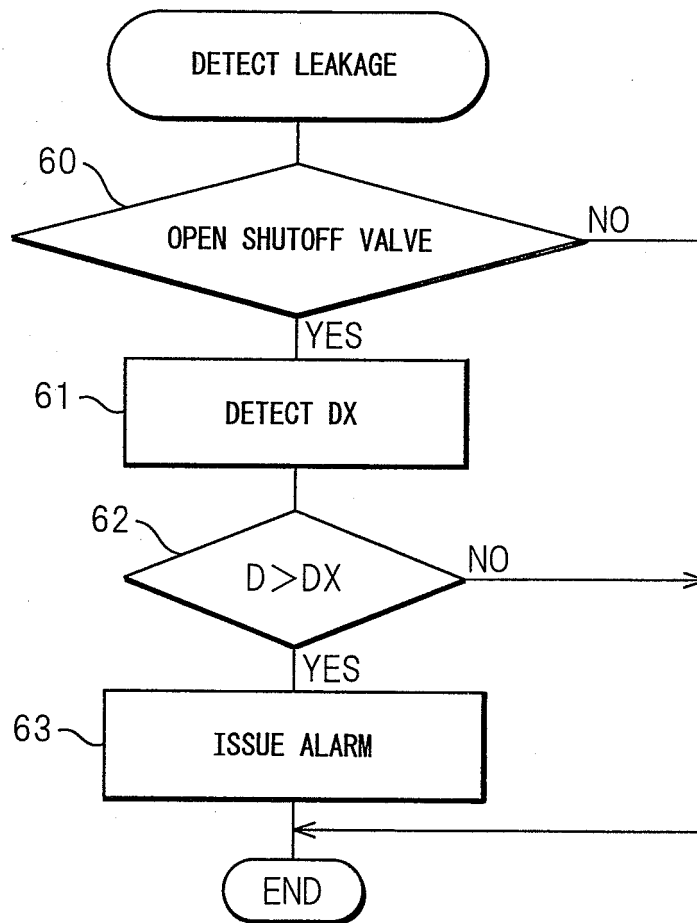 DETECT LEAKAGE
60
OPEN SHUTOFF VALVE
NO
YES
61
DETECT DX
62
D>DX
NO
YES
63
ISSUE ALARM
END